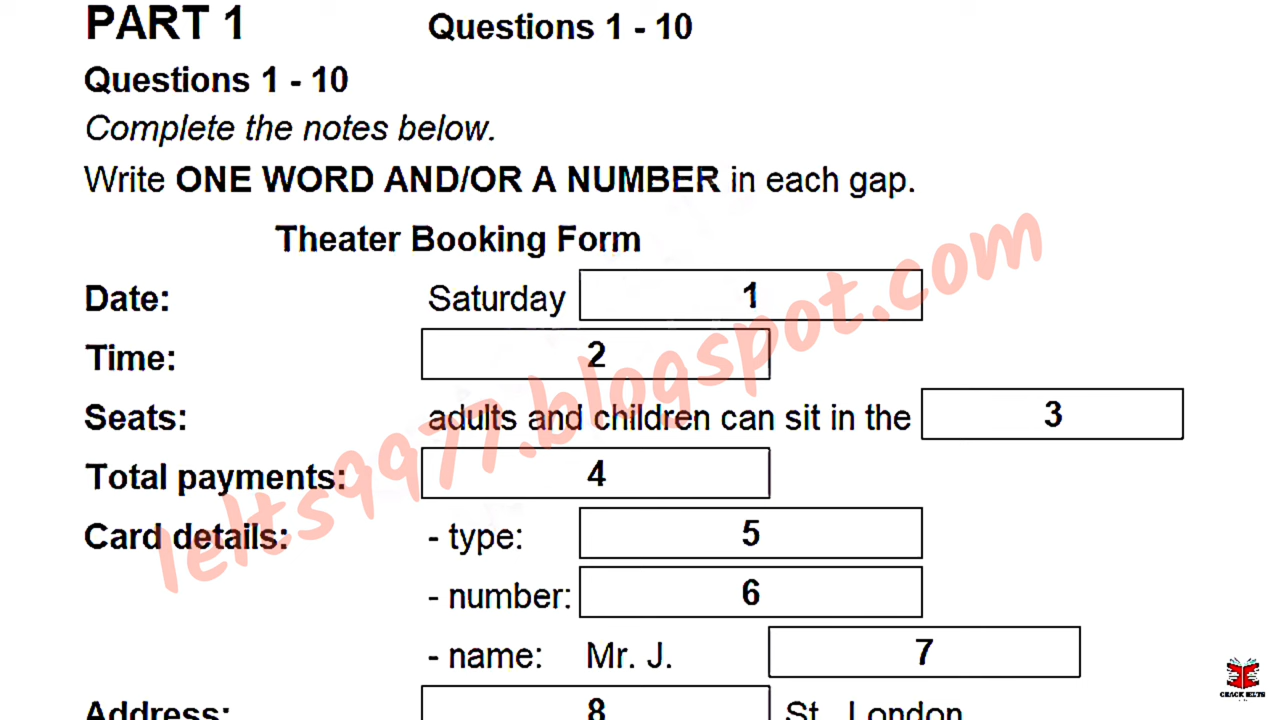 PART 1 Questions 1 - 10
Questions 1 - 10
Complete the notes below.
Write ONE WORD AND/OR A NUMBER in each gap.
Theater Booking Form
Date: Saturday 1
Time: 2
Seats: adults and children can sit in the 3
Total payments: 4
Card details: - type: 5
- number: 6
- name: Mr. J. 7
Address: 8 St., London
Ielts9977.blogspot.com
CRACK IELTS